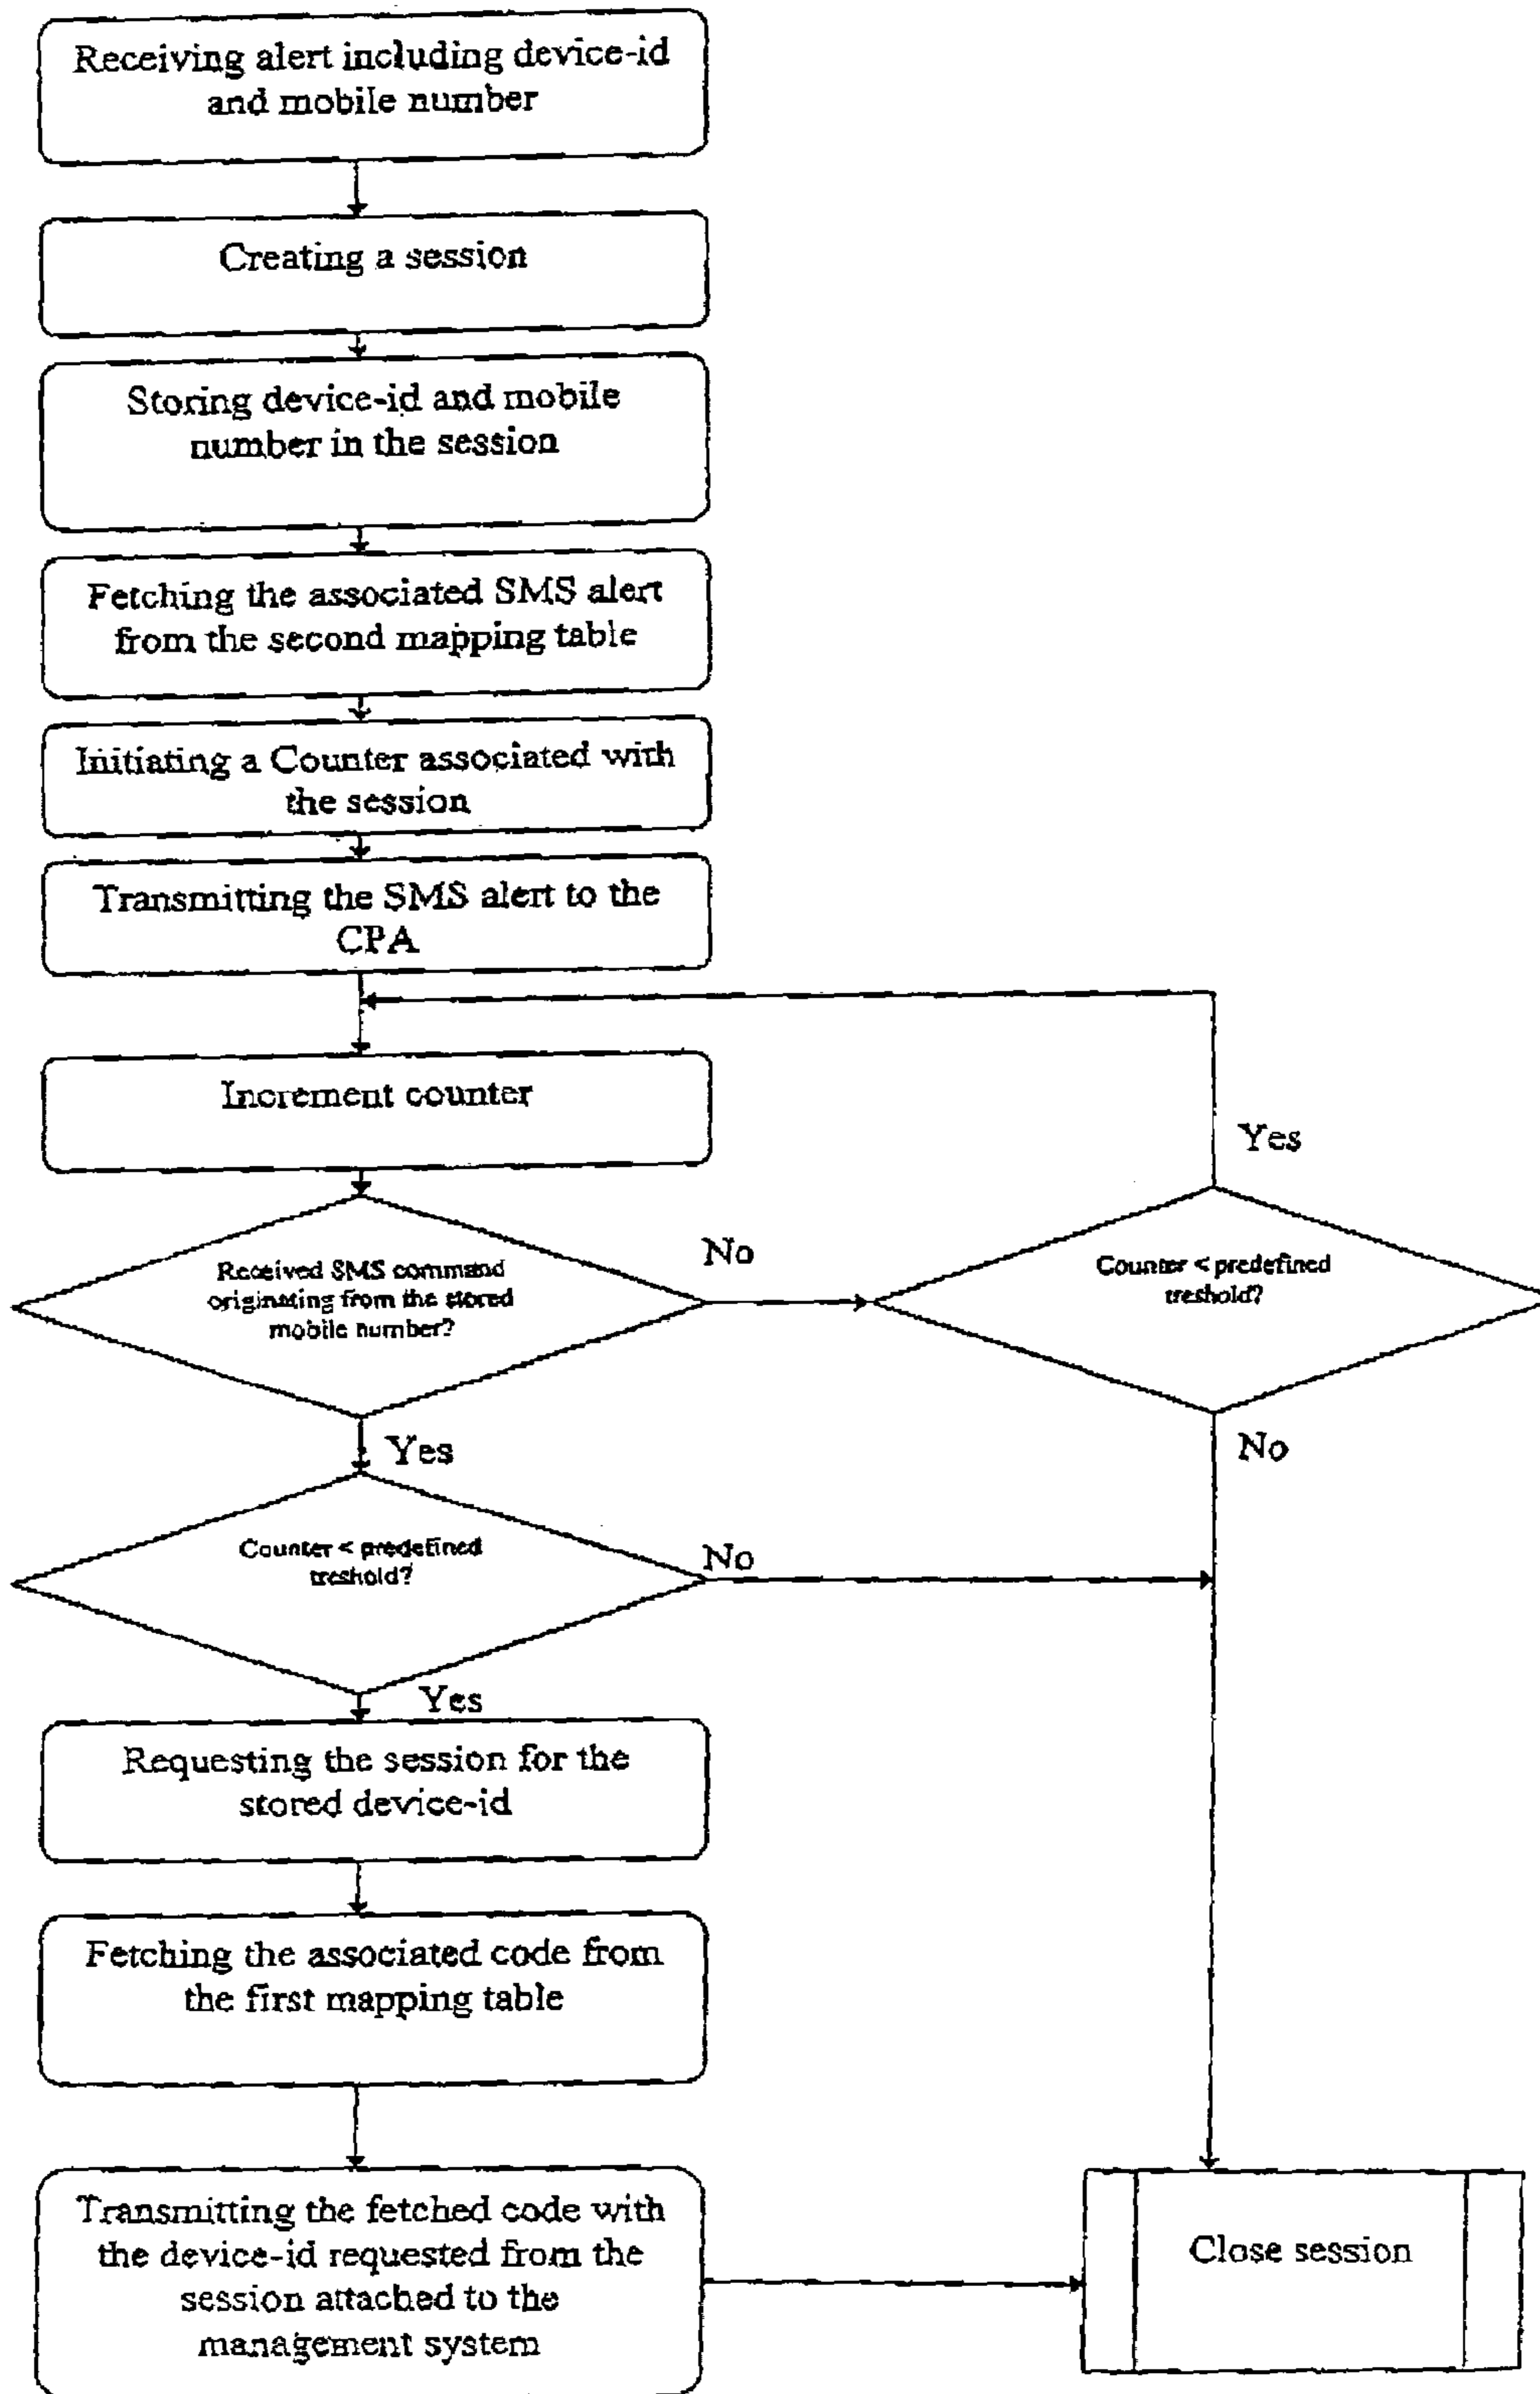 Receiving alert including device-id
and mobile number
Creating a session
Storing device-id and mobile
number in the session
Fetching the associated SMS alert
from the second mapping table
Initiating a Counter associated with
the session
Transmitting the SMS alert to the
CPA
Increment counter
Yes
Received SMS command
originating from the stored
mobile number?
No
Counter < predefined
treshold?
Yes
No
Counter < predefined
treshold?
No
Yes
Requesting the session for the
stored device-id
Fetching the associated code from
the first mapping table
Transmitting the fetched code with
the device-id requested from the
session attached to the
management system
Close session